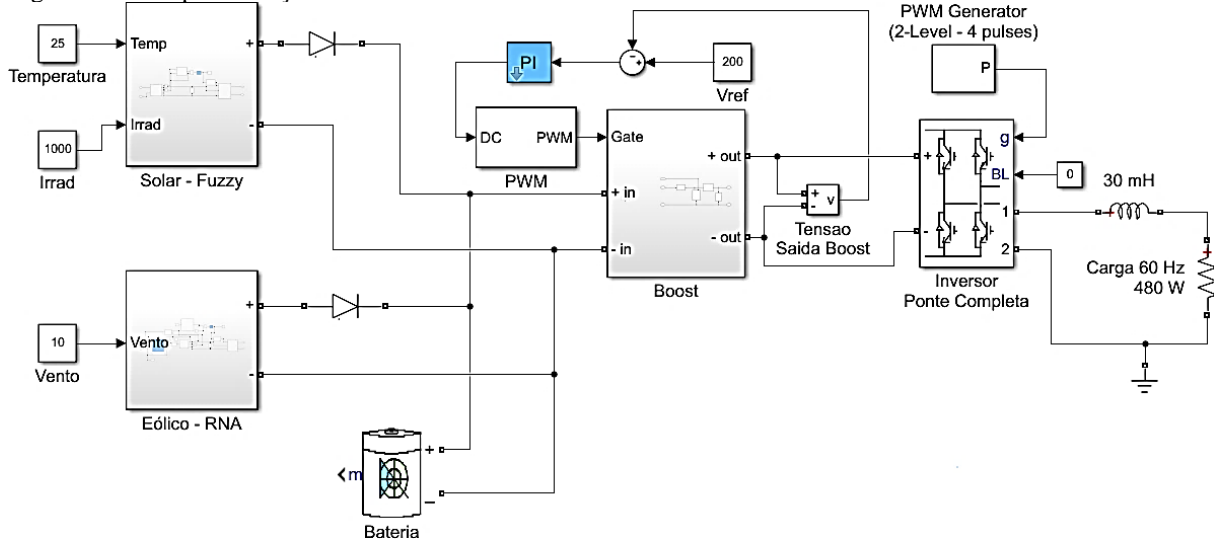 25
Temperatura
1000
Irrad
Temp
Irrad
+
-
Solar - Fuzzy
PI
- +
200
Vref
DC PWM
PWM
Gate
+ in
- in
+ out
- out
Boost
+
-
v
Tensao
Saida Boost
PWM Generator
(2-Level - 4 pulses)
P
g
BL
+
-
1
2
0
Inversor
Ponte Completa
30 mH
+
+
Carga 60 Hz
480 W
10
Vento
Vento
+
-
Eólico - RNA
<m
+
-
Bateria